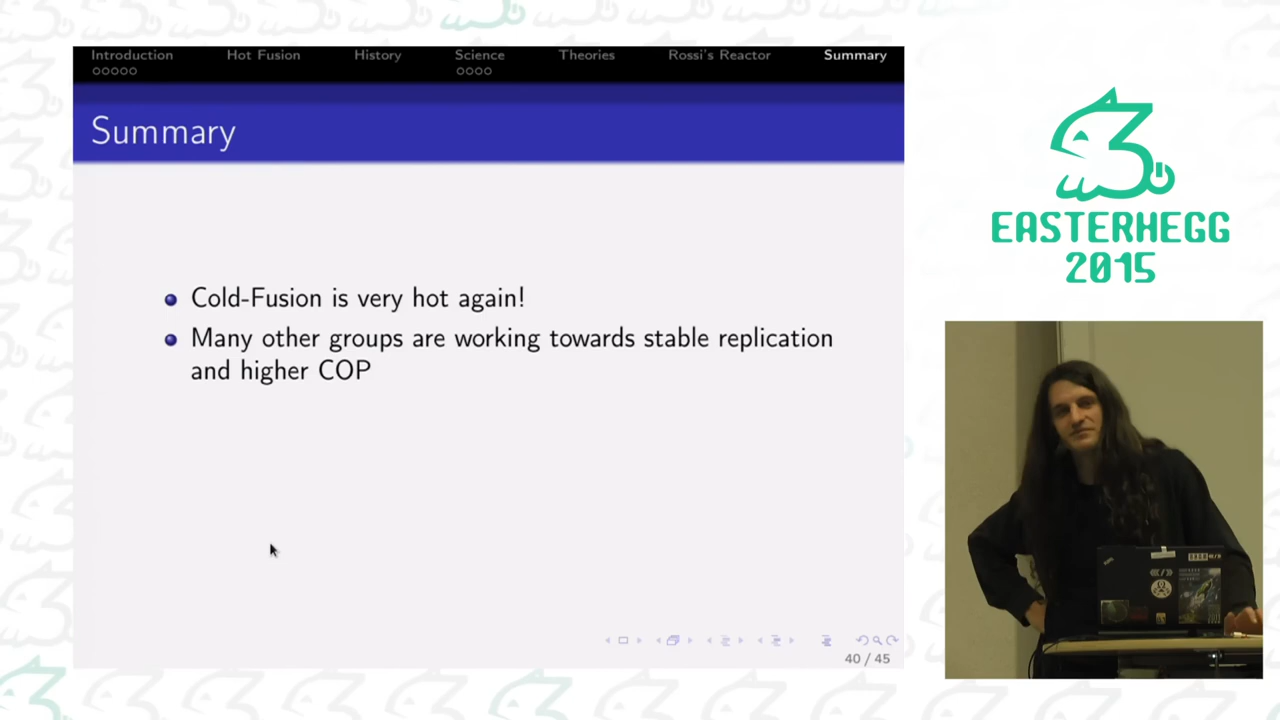 Introduction Hot Fusion History Science Theories Rossi's Reactor Summary
Summary
Cold-Fusion is very hot again!
Many other groups are working towards stable replication
and higher COP
40 / 45
EASTERHEGG
2015